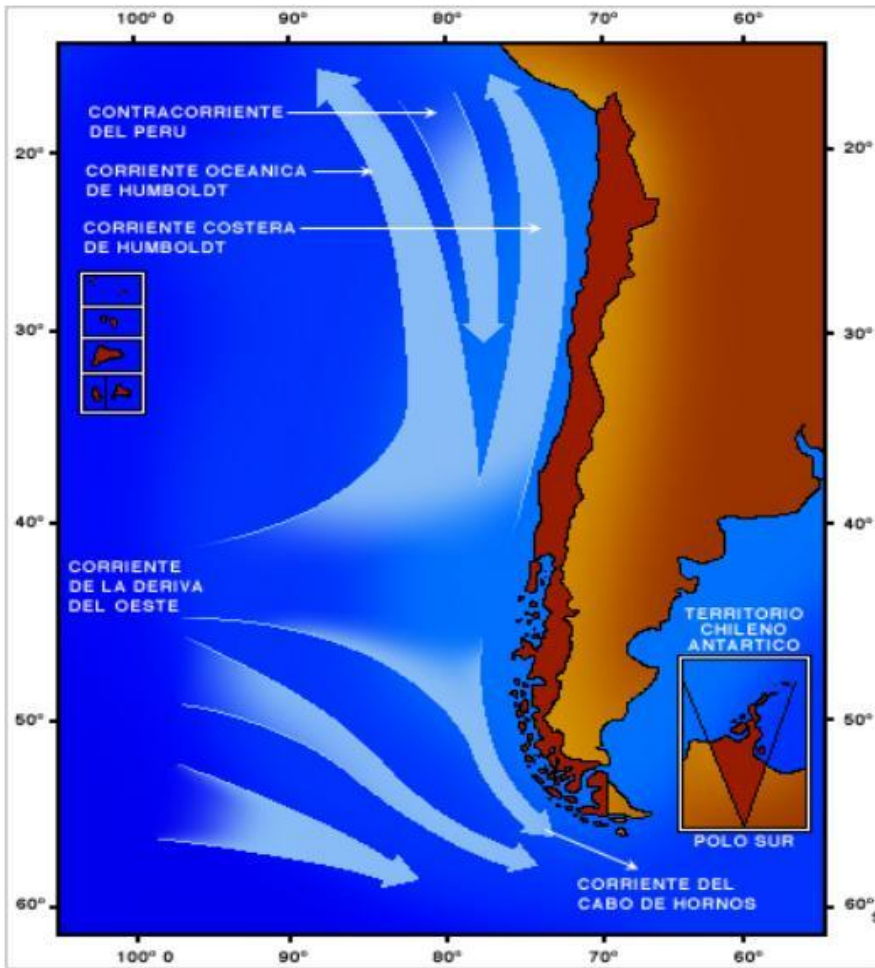 100° O
90°
80°
70°
60°
CONTRACORRIENTE
DEL PERU
20°
20°
CORRIENTE OCEANICA
DE HUMBOLDT
CORRIENTE COSTERA
DE HUMBOLDT
30°
30°
40°
40°
CORRIENTE
DE LA DERIVA
DEL OESTE
TERRITORIO
CHILENO
ANTARTICO
50°
50°
POLO SUR
CORRIENTE DEL
CABO DE HORNOS
60°
60°
S
100° O
90°
80°
70°
60°